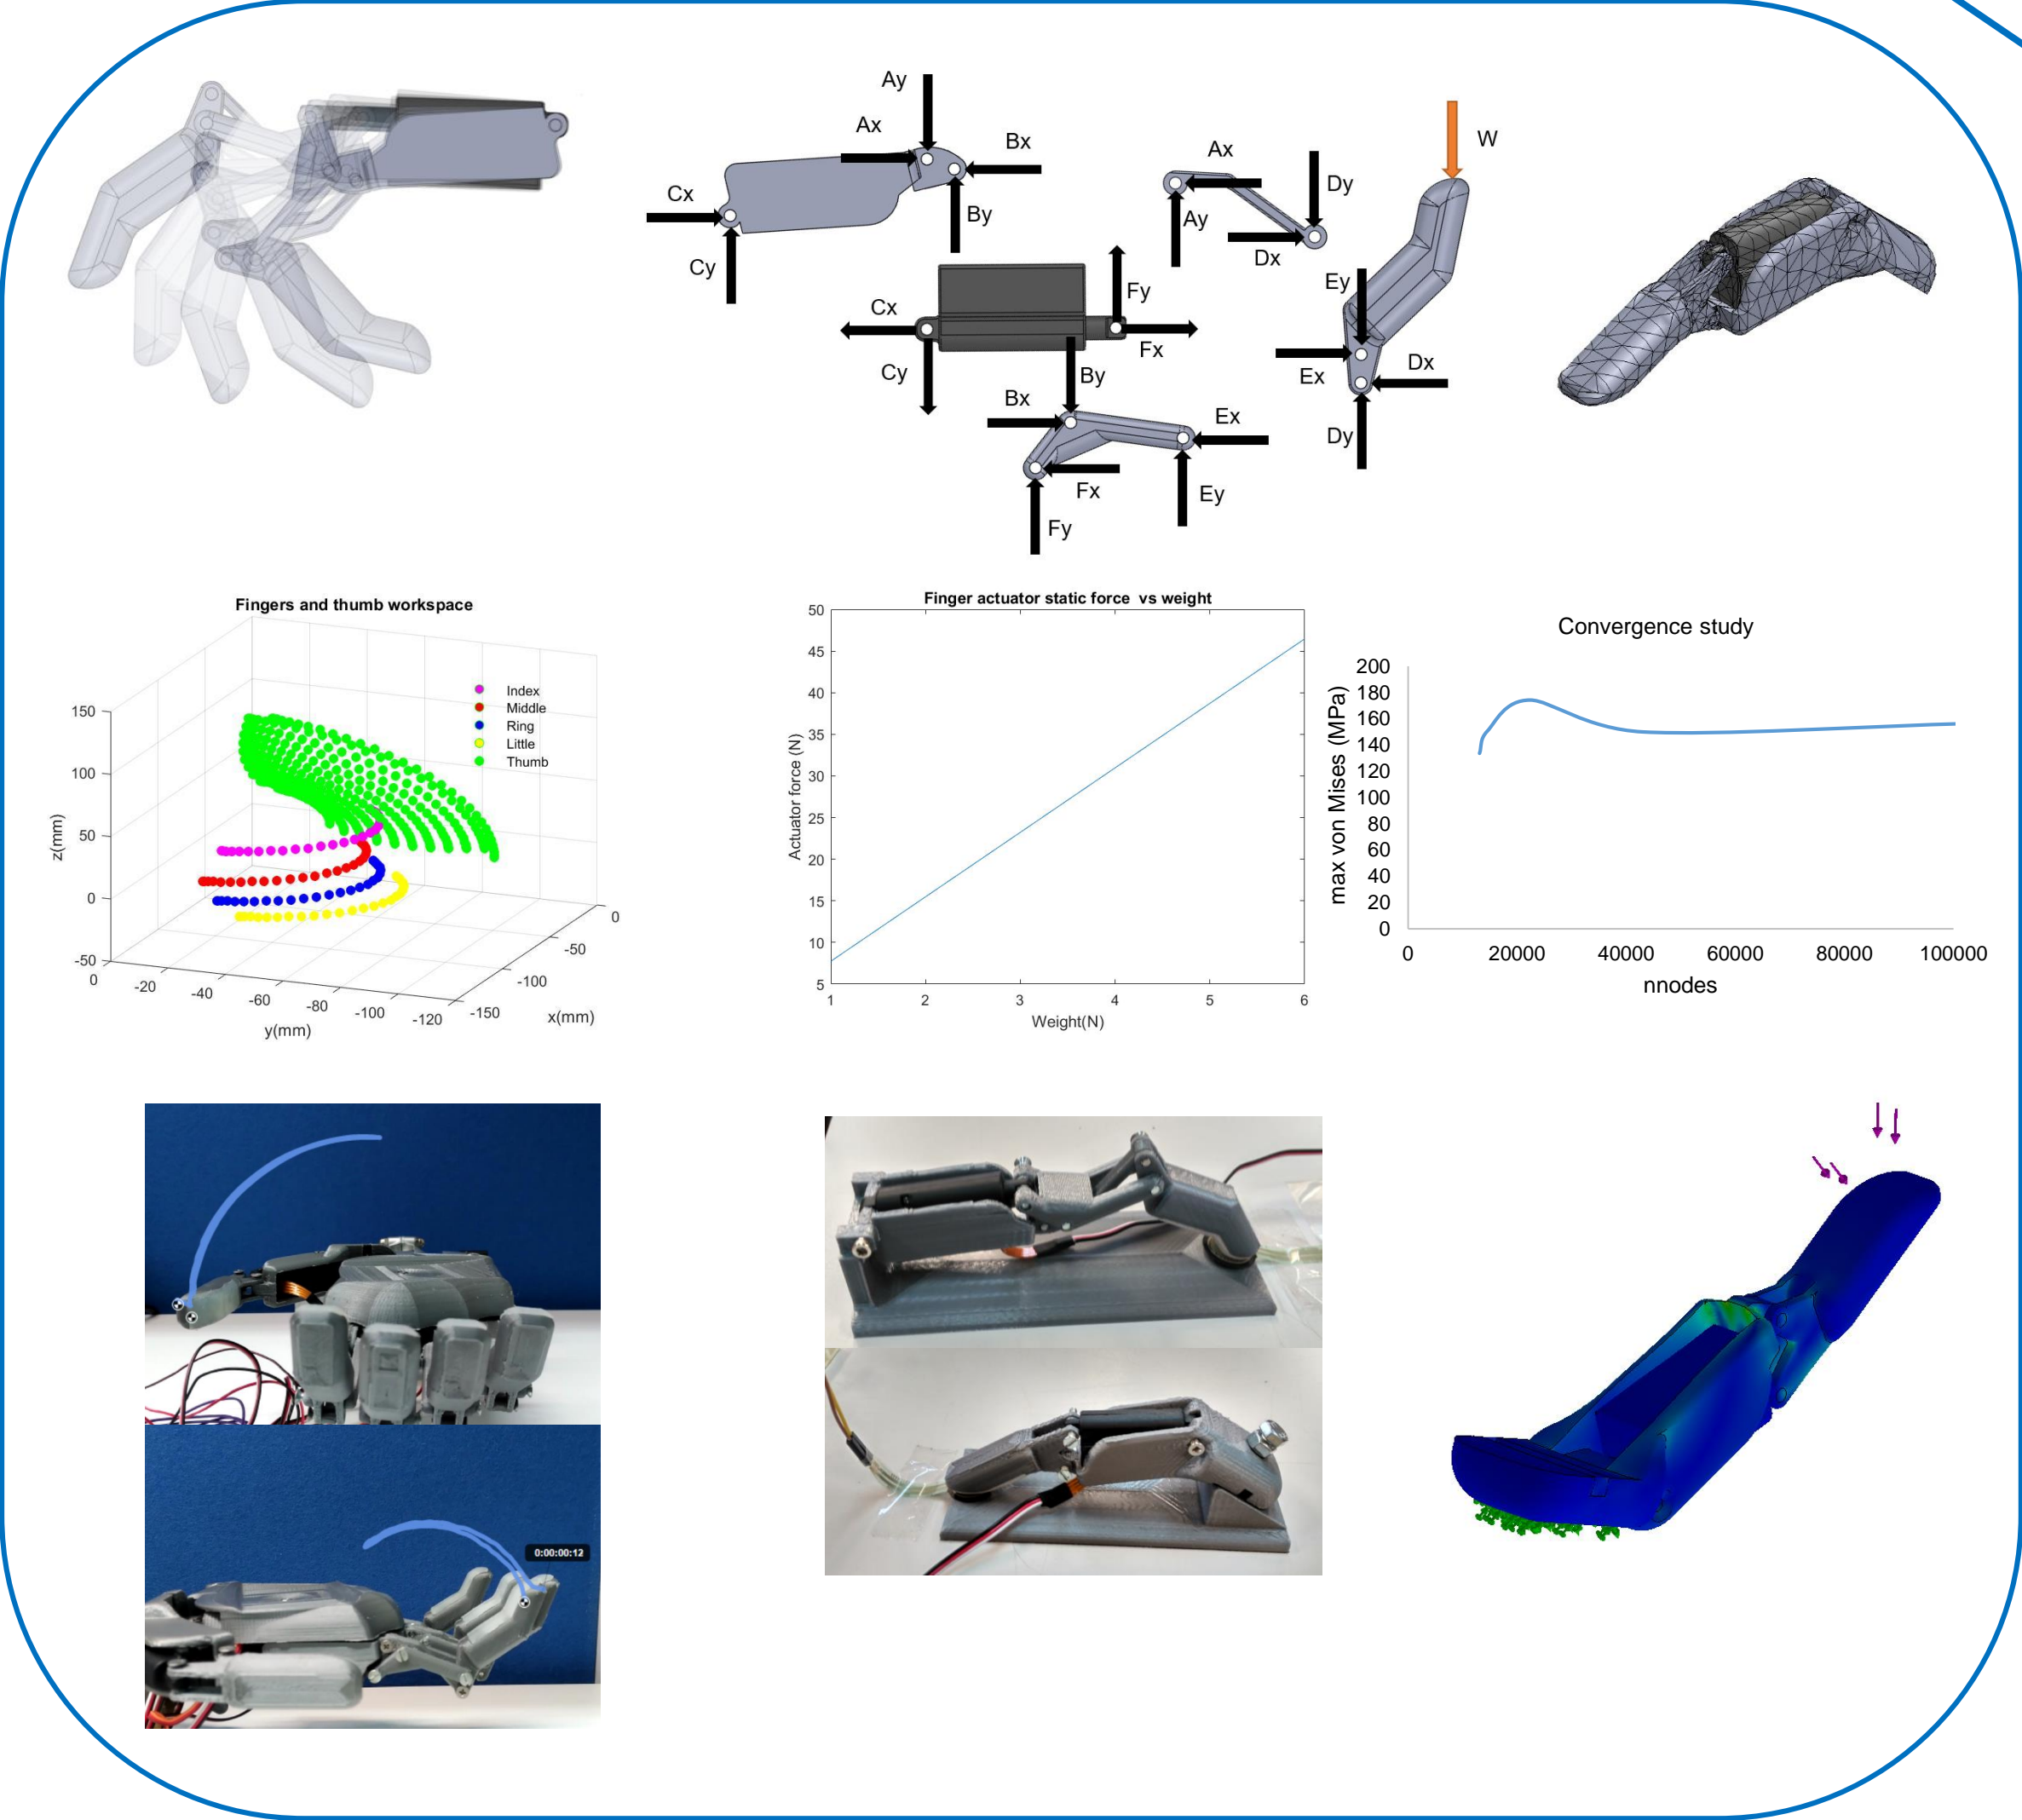 Ay
Ax
Bx
Cx
By
Cy
Ax
Dy
Ay
Dx
W
Ey
Ex
Dx
Dy
Cx
Fy
Fx
Cy
By
Bx
Ex
Fx
Ey
Fy
Fingers and thumb workspace
Index
Middle
Ring
Little
Thumb
150
100
50
0
-50
z(mm)
0
-20
-40
-60
-80
-100
-120
y(mm)
-150
-100
-50
0
x(mm)
Finger actuator static force vs weight
50
45
40
35
30
25
20
15
10
5
Actuator force (N)
1 2 3 4 5 6
Weight(N)
Convergence study
200
180
160
140
120
100
80
60
40
20
0
max von Mises (MPa)
0 20000 40000 60000 80000 100000
nnodes
0:00:00:12